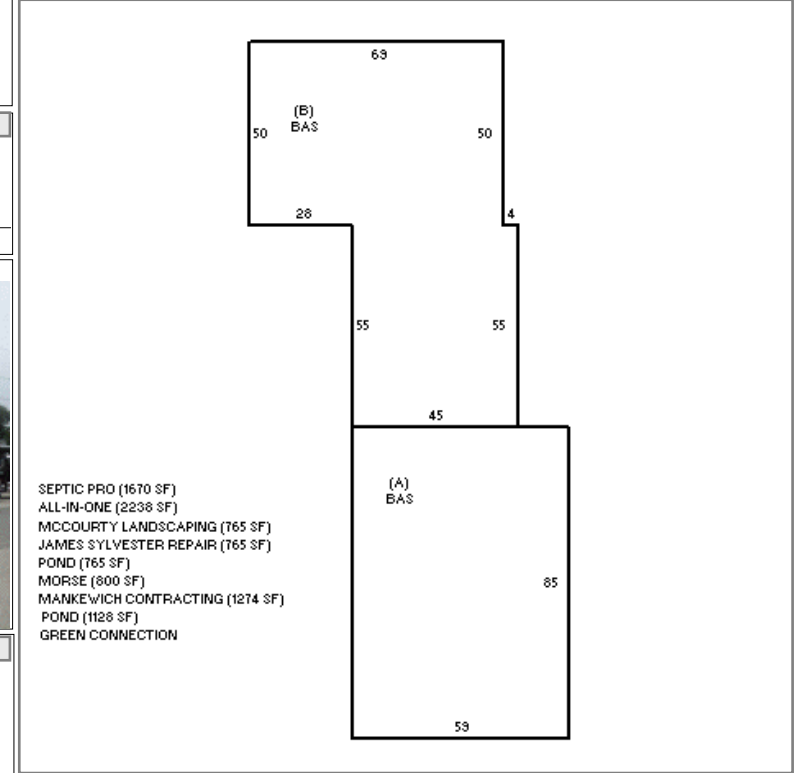 69
(B)
BAS
50
50
28
4
55
55
45
(A)
BAS
SEPTIC PRO (1670 SF)
ALL-IN-ONE (2238 SF)
MCCOURTY LANDSCAPING (765 SF)
JAMES SYLVESTER REPAIR (765 SF)
POND (765 SF)
MORSE (800 SF)
MANKEWICH CONTRACTING (1274 SF)
POND (1128 SF)
GREEN CONNECTION
85
59